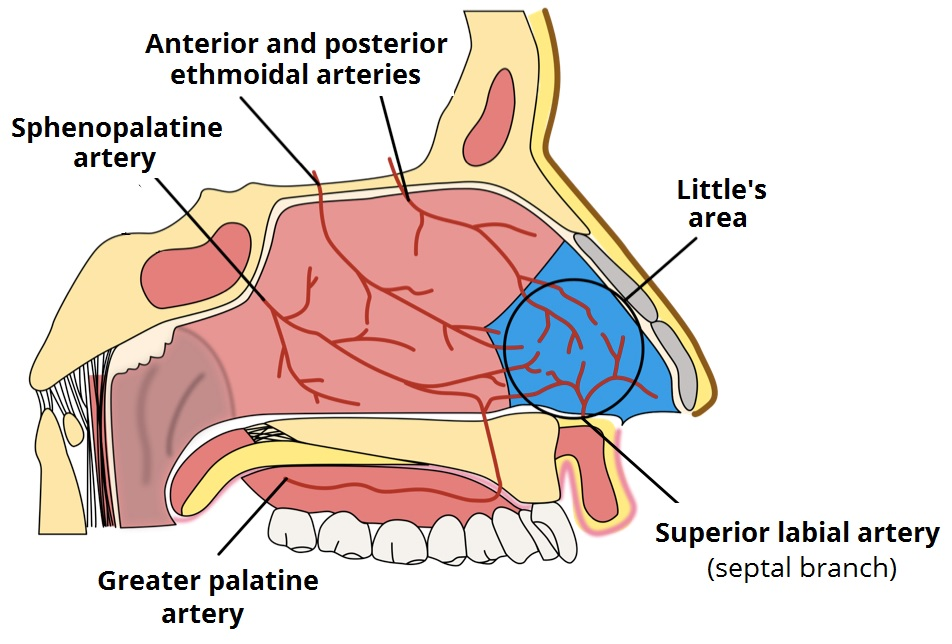 Anterior and posterior
ethmoidal arteries
Sphenopalatine
artery
Little's
area
Superior labial artery
(septal branch)
Greater palatine
artery